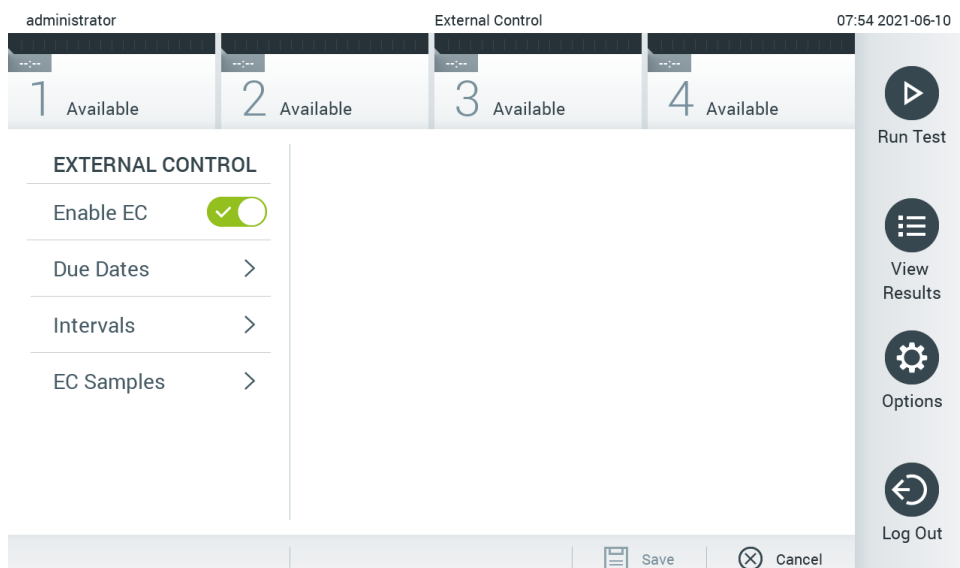 administrator External Control 07:54 2021-06-10
--:-- --:-- --:-- --:--
1 Available 2 Available 3 Available 4 Available
Run Test
EXTERNAL CONTROL
Enable EC
Due Dates
Intervals
EC Samples
View
Results
Options
Log Out
Save Cancel